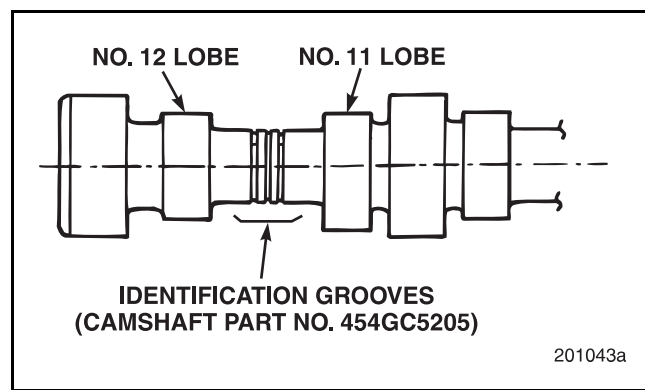 NO. 12 LOBE
NO. 11 LOBE
IDENTIFICATION GROOVES
(CAMSHAFT PART NO. 454GC5205)
201043a